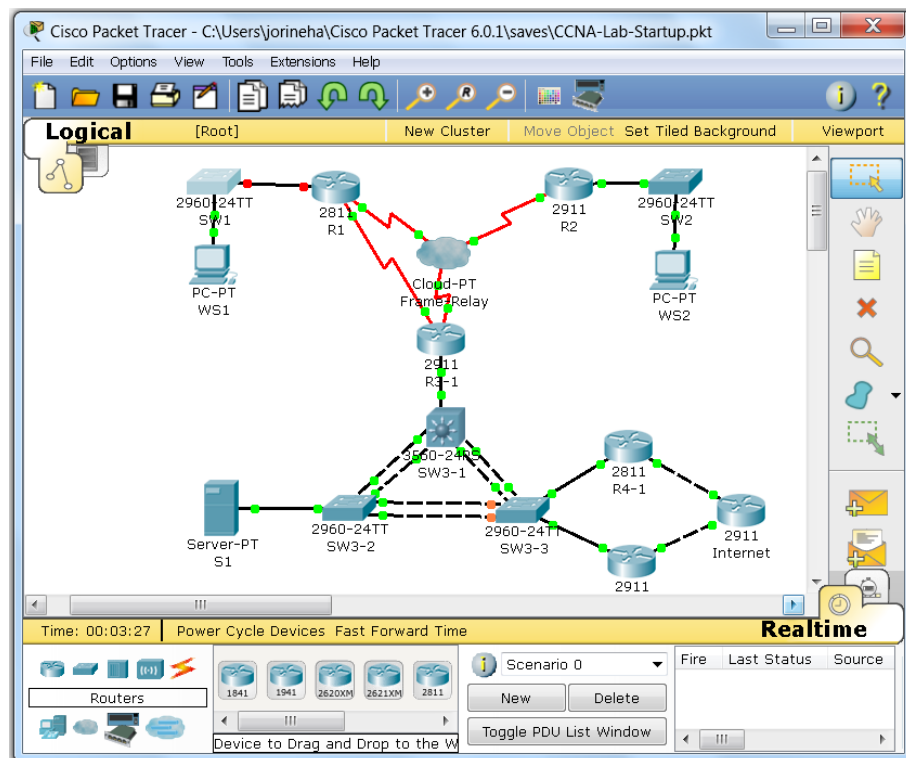 Cisco Packet Tracer - C:\Users\jorineha\Cisco Packet Tracer 6.0.1\saves\CCNA-Lab-Startup.pkt
File Edit Options View Tools Extensions Help
Logical [Root] New Cluster Move Object Set Tiled Background Viewport
2960-24TT
SW1
2811
R1
2911
R2
2960-24TT
SW2
PC-PT
WS1
Cloud-PT
Frame-Relay
PC-PT
WS2
2911
R3-1
3560-24PS
SW3-1
2811
R4-1
Server-PT
S1
2960-24TT
SW3-2
2960-24TT
SW3-3
2911
Internet
2911
Time: 00:03:27 Power Cycle Devices Fast Forward Time Realtime
Routers
1841 1941 2620XM 2621XM 2811
Device to Drag and Drop to the W
Scenario 0
New Delete
Toggle PDU List Window
Fire Last Status Source